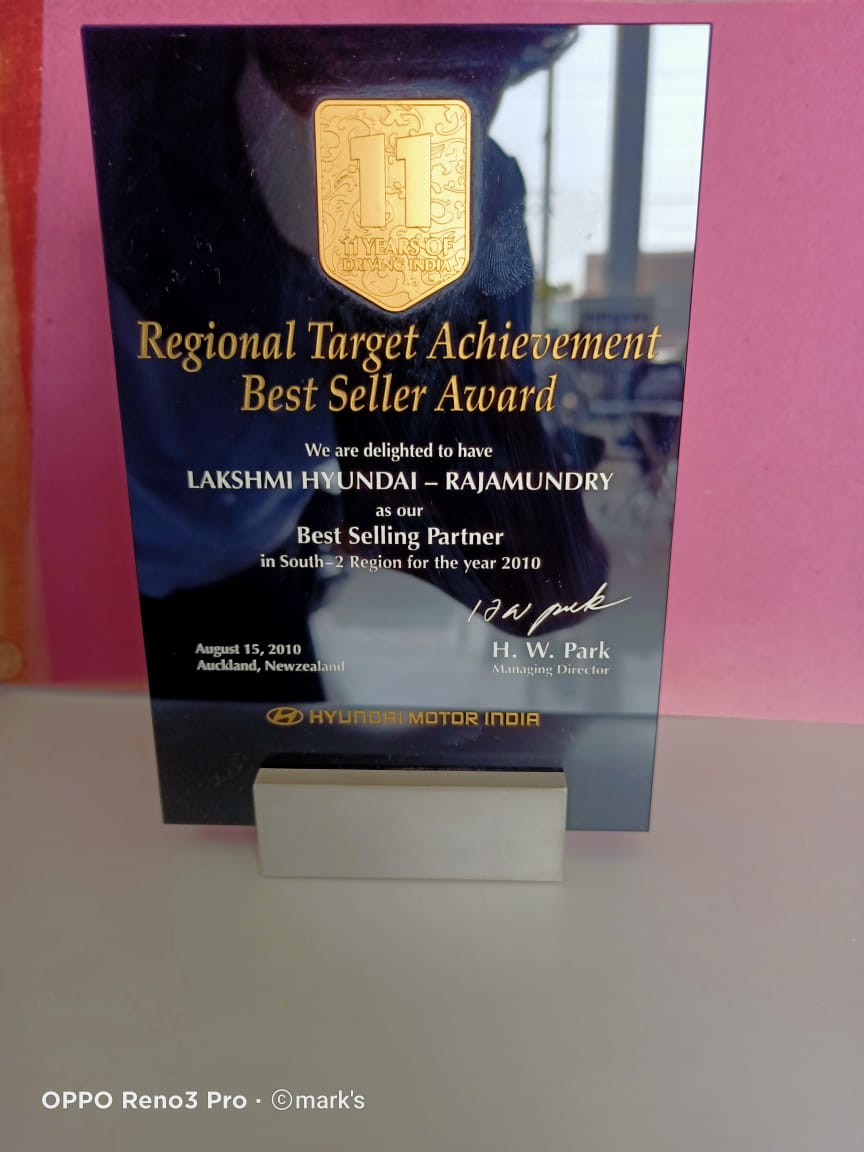 11
11 YEARS OF
DRIVING INDIA
Regional Target Achievement
Best Seller Award
We are delighted to have
LAKSHMI HYUNDAI – RAJAMUNDRY
as our
Best Selling Partner
in South-2 Region for the year 2010
August 15, 2010
Auckland, Newzealand
H. W. Park
Managing Director
HYUNDAI MOTOR INDIA
OPPO Reno3 Pro · ©mark's